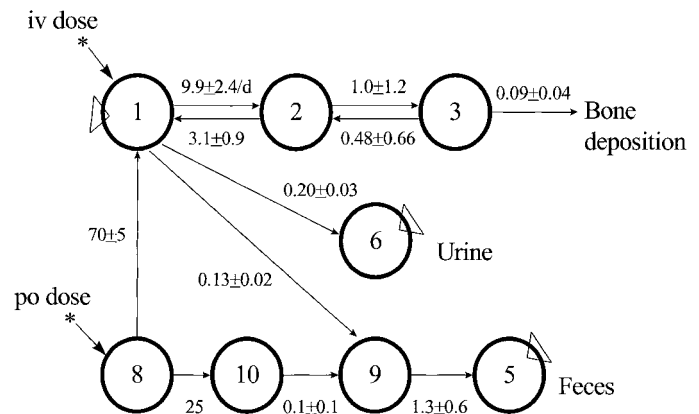 iv dose
*
9.9±2.4/d
1.0±1.2
0.09±0.04
1
2
3
Bone
deposition
3.1±0.9
0.48±0.66
0.20±0.03
70±5
6
Urine
0.13±0.02
po dose
*
8
10
9
5
Feces
25
0.1±0.1
1.3±0.6